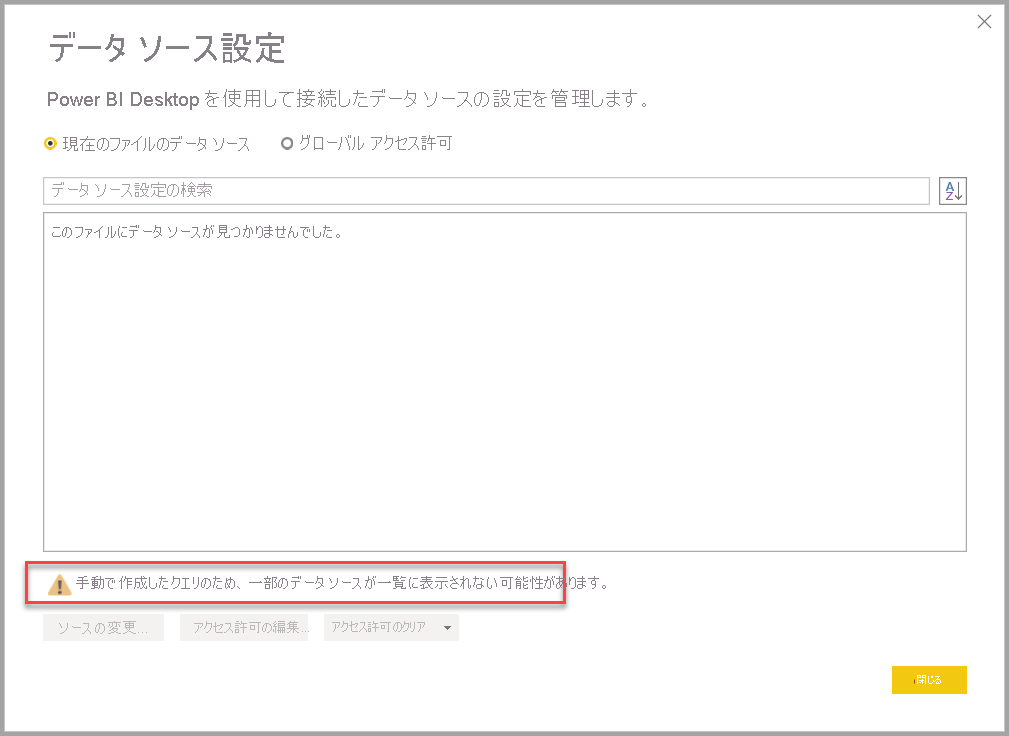 データ ソース設定
Power BI Desktop を使用して接続したデータ ソースの設定を管理します。
現在のファイルのデータ ソース グローバル アクセス許可
データ ソース設定の検索
A
Z
このファイルにデータ ソースが見つかりませんでした。
手動で作成したクエリのため、一部のデータ ソースが一覧に表示されない可能性があります。
ソースの変更... アクセス許可の編集... アクセス許可のクリア
閉じる